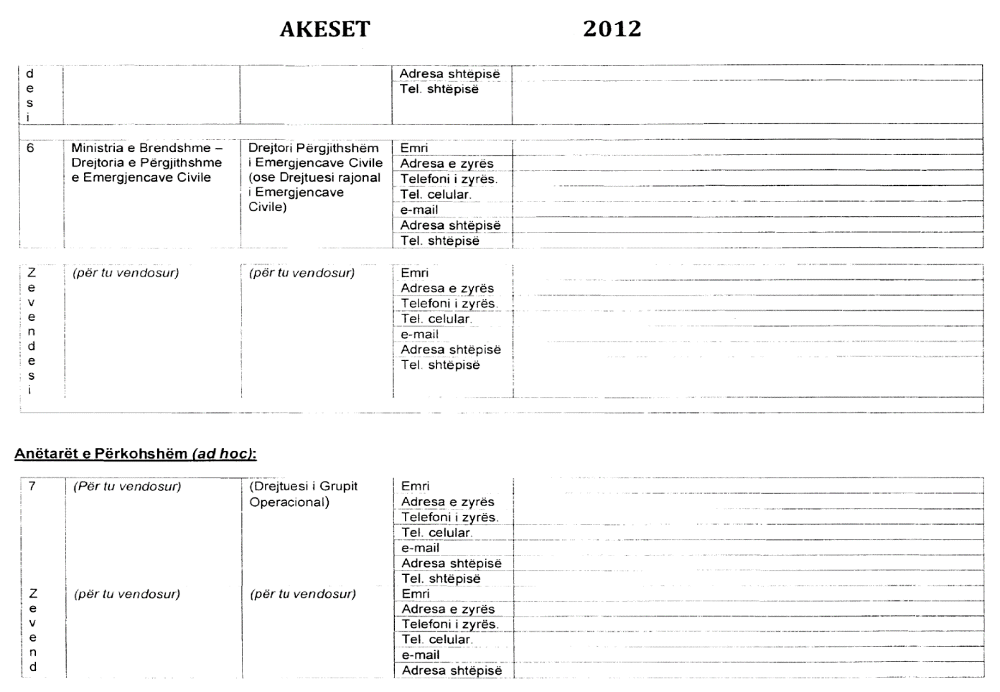 AKESET 2012
d
e
s
i
Adresa shtëpisë
Tel. shtëpisë
6
Ministria e Brendshme –
Drejtoria e Përgjithshme
e Emergjencave Civile
Drejtori Përgjithshëm
i Emergjencave Civile
(ose Drejtuesi rajonal
i Emergjencave
Civile)
Emri
Adresa e zyrës
Telefoni i zyrës.
Tel. celular.
e-mail
Adresa shtëpisë
Tel. shtëpisë
Z
e
v
e
n
d
e
s
i
(për tu vendosur)
(për tu vendosur)
Emri
Adresa e zyrës
Telefoni i zyrës.
Tel. celular.
e-mail
Adresa shtëpisë
Tel. shtëpisë
Anëtarët e Përkohshëm (ad hoc):
7
(Për tu vendosur)
(Drejtuesi i Grupit
Operacional)
Emri
Adresa e zyrës
Telefoni i zyrës.
Tel. celular.
e-mail
Adresa shtëpisë
Tel. shtëpisë
Z
e
v
e
n
d
(për tu vendosur)
(për tu vendosur)
Emri
Adresa e zyrës
Telefoni i zyrës.
Tel. celular.
e-mail
Adresa shtëpisë